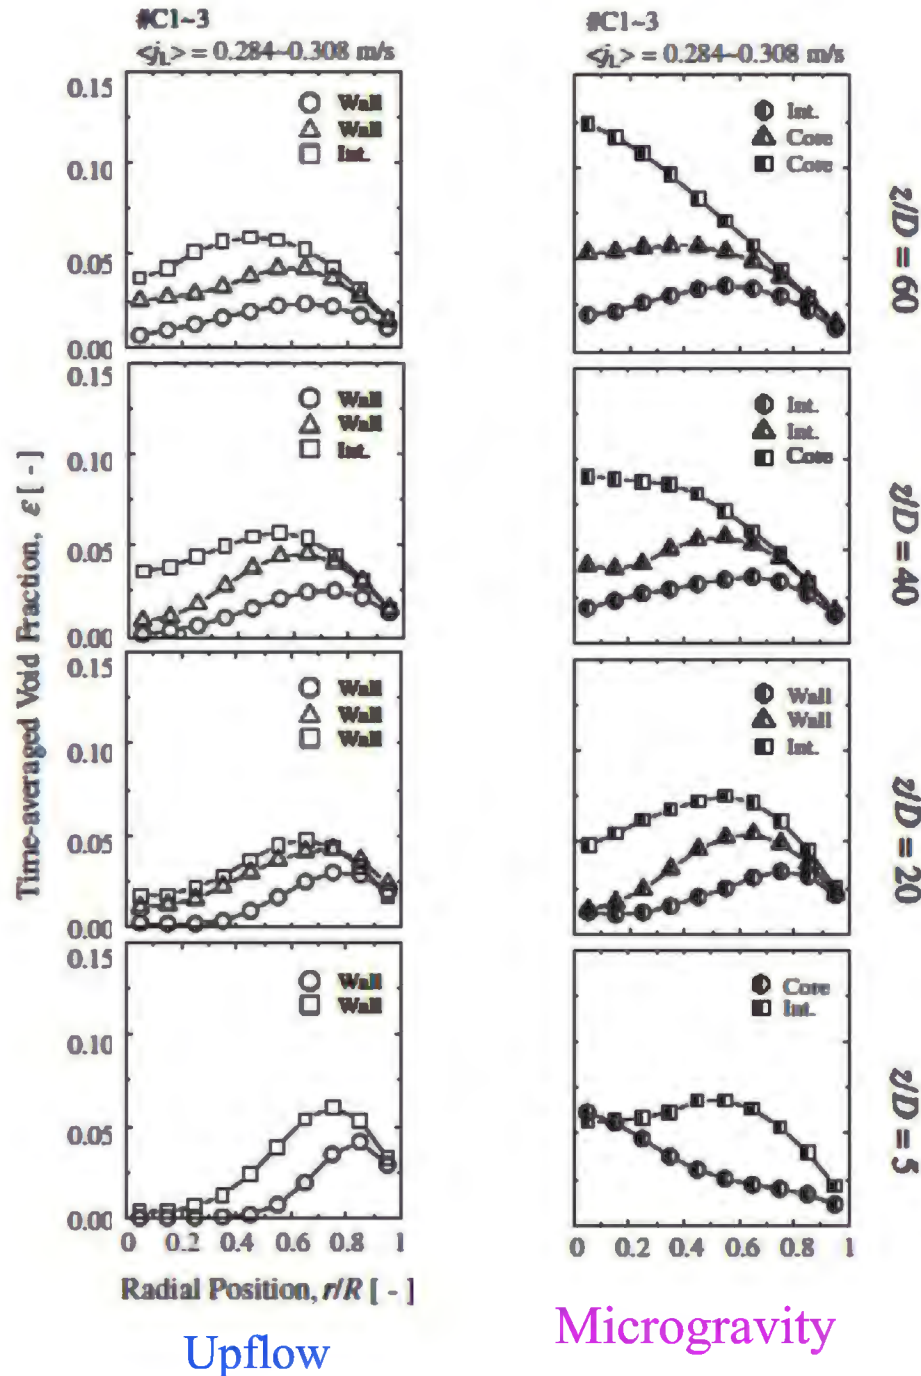 #C1~3
<j_L> = 0.284~0.308 m/s
#C1~3
<j_L> = 0.284~0.308 m/s
0.15
0.10
0.05
0.00
Wall
Wall
Int.
Int.
Core
Core
z/D = 60
0.15
0.10
0.05
0.00
Wall
Wall
Int.
Int.
Int.
Core
z/D = 40
Time-averaged Void Fraction, ε [ - ]
0.15
0.10
0.05
0.00
Wall
Wall
Wall
Wall
Wall
Int.
z/D = 20
0.15
0.10
0.05
0.00
Wall
Wall
Core
Int.
z/D = 5
0 0.2 0.4 0.6 0.8 1
0 0.2 0.4 0.6 0.8 1
Radial Position, r/R [ - ]
Upflow
Microgravity